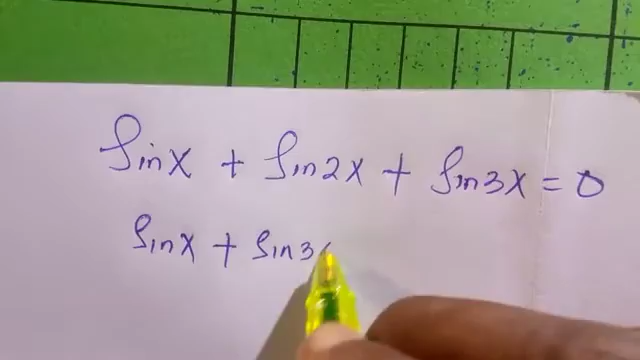 sinx + sin2x + sin3x = 0
sinx + sin3